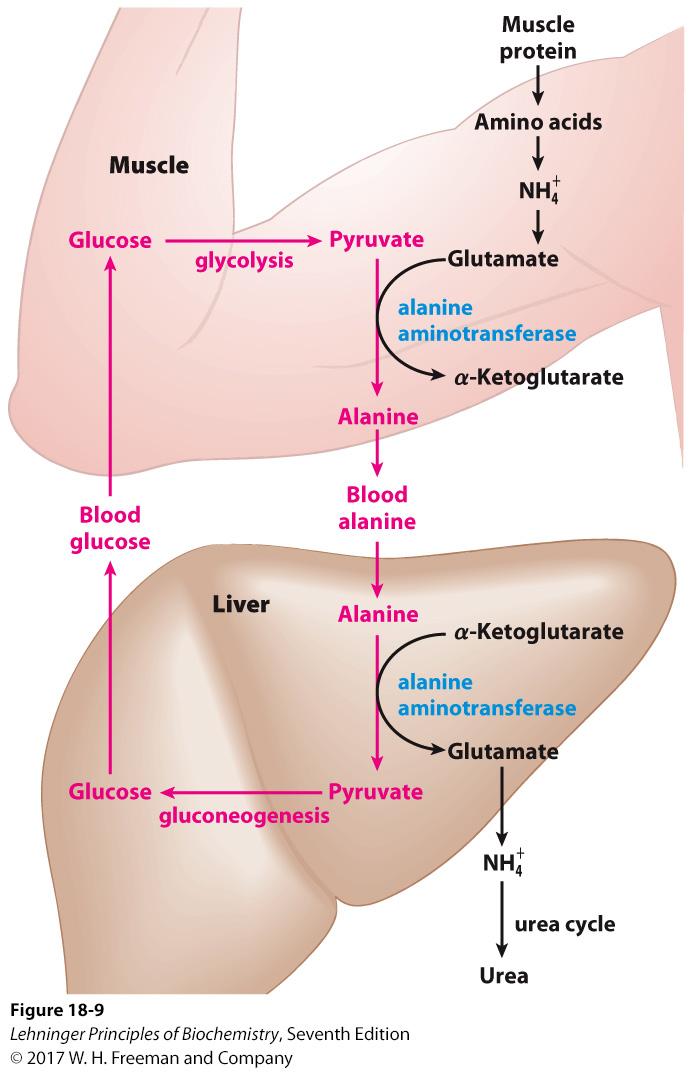 Muscle
protein
Amino acids
Muscle
NH₄⁺
Glucose
Pyruvate
glycolysis
Glutamate
alanine
aminotransferase
α-Ketoglutarate
Alanine
Blood
glucose
Blood
alanine
Liver
Alanine
α-Ketoglutarate
alanine
aminotransferase
Glutamate
Glucose
Pyruvate
gluconeogenesis
NH₄⁺
urea cycle
Urea
Figure 18-9
Lehninger Principles of Biochemistry, Seventh Edition
© 2017 W. H. Freeman and Company